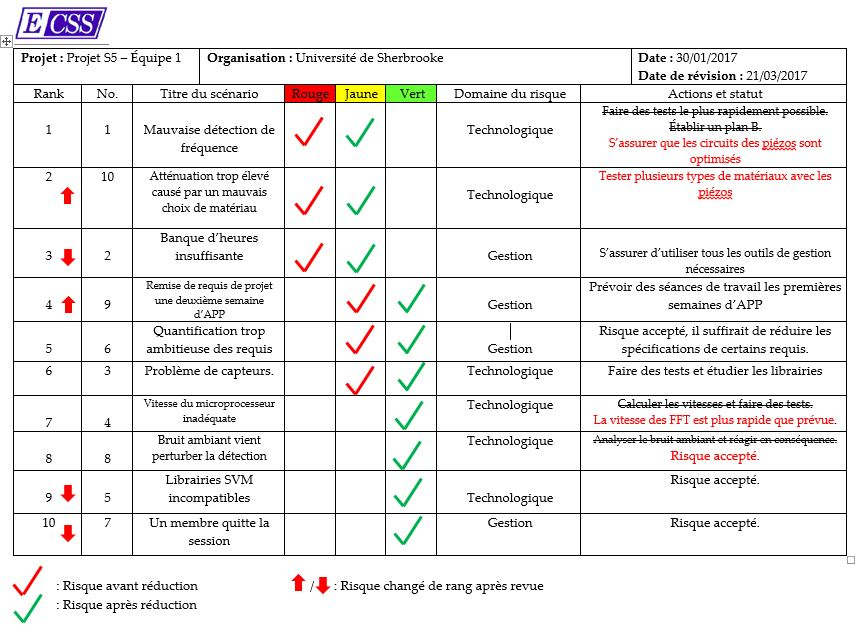 ECSS
Projet : Projet S5 – Équipe 1
Organisation : Université de Sherbrooke
Date : 30/01/2017
Date de révision : 21/03/2017
Rank No. Titre du scénario Rouge Jaune Vert Domaine du risque Actions et statut
1 1 Mauvaise détection de
fréquence
Technologique
Faire des tests le plus rapidement possible.
Établir un plan B.
S'assurer que les circuits des piézos sont
optimisés
2 10 Atténuation trop élevé
causé par un mauvais
choix de matériau
Technologique
Tester plusieurs types de matériaux avec les
piézos
3 2 Banque d'heures
insuffisante
Gestion
S'assurer d'utiliser tous les outils de gestion
nécessaires
4 9 Remise de requis de projet
une deuxième semaine
d'APP
Gestion
Prévoir des séances de travail les premières
semaines d'APP
5 6 Quantification trop
ambitieuse des requis
Gestion
Risque accepté, il suffirait de réduire les
spécifications de certains requis.
6 3 Problème de capteurs. Technologique Faire des tests et étudier les librairies
7 4 Vitesse du microprocesseur
inadéquate
Technologique
Calculer les vitesses et faire des tests.
La vitesse des FFT est plus rapide que prévue.
8 8 Bruit ambiant vient
perturber la détection
Technologique
Analyser le bruit ambiant et réagir en conséquence.
Risque accepté.
9 5 Librairies SVM
incompatibles
Technologique
Risque accepté.
10 7 Un membre quitte la
session
Gestion
Risque accepté.
: Risque avant réduction
/ : Risque changé de rang après revue
: Risque après réduction